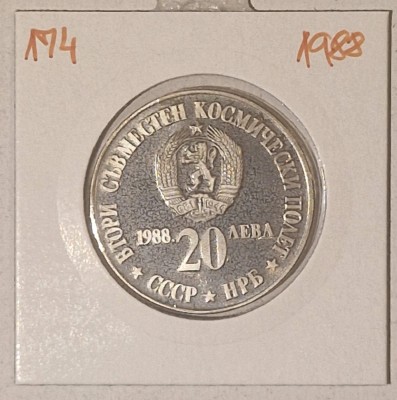 174
1988
ВТОРИ СЪВМЕСТЕН КОСМИЧЕСКИ ПОЛЕТ
1988. 20 ЛЕВА
★ СССР ★ НРБ ★